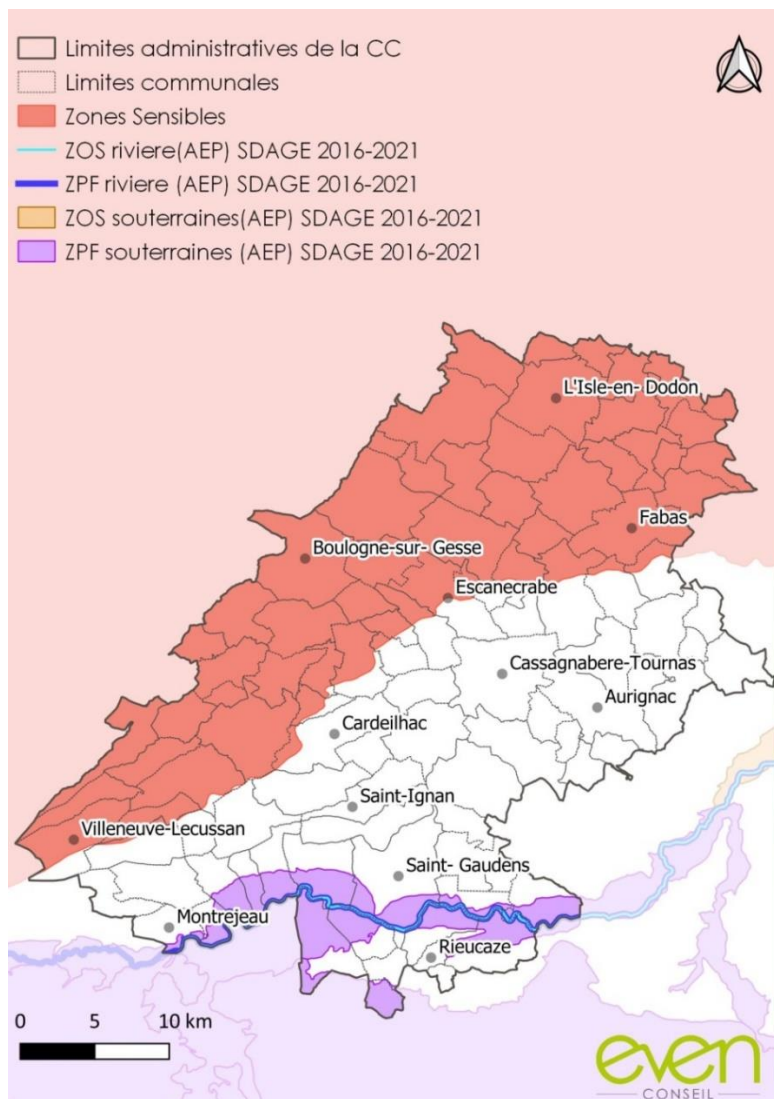 Limites administratives de la CC
Limites communales
Zones Sensibles
ZOS riviere(AEP) SDAGE 2016-2021
ZPF riviere (AEP) SDAGE 2016-2021
ZOS souterraines(AEP) SDAGE 2016-2021
ZPF souterraines (AEP) SDAGE 2016-2021
L'Isle-en- Dodon
Fabas
Boulogne-sur- Gesse
Escanecrabe
Cassagnabere-Tournas
Aurignac
Cardeilhac
Saint-Ignan
Villeneuve-Lecussan
Saint- Gaudens
Montrejeau
Rieucaze
0 5 10 km
even
CONSEIL